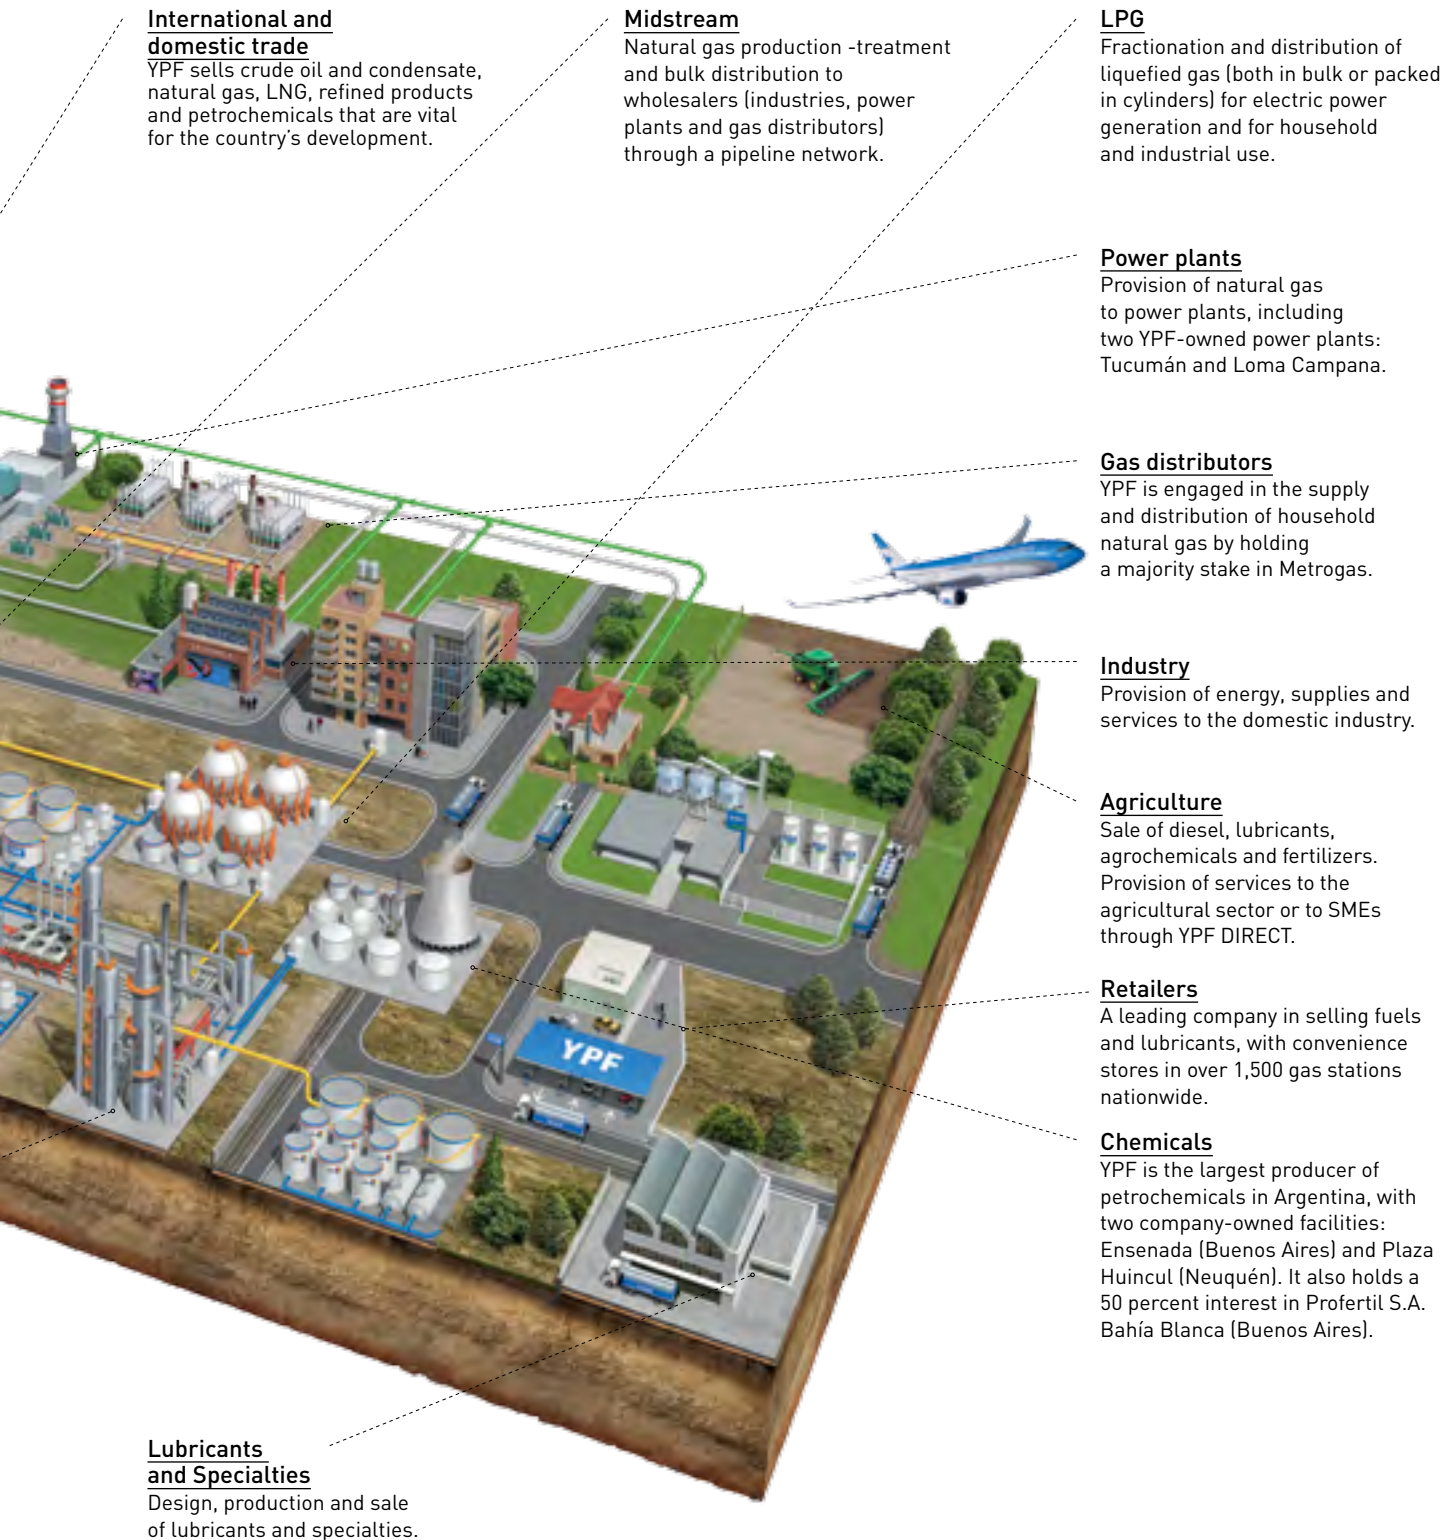 International and
domestic trade
YPF sells crude oil and condensate,
natural gas, LNG, refined products
and petrochemicals that are vital
for the country’s development.
Midstream
Natural gas production -treatment
and bulk distribution to
wholesalers (industries, power
plants and gas distributors)
through a pipeline network.
LPG
Fractionation and distribution of
liquefied gas (both in bulk or packed
in cylinders) for electric power
generation and for household
and industrial use.
Power plants
Provision of natural gas
to power plants, including
two YPF-owned power plants:
Tucumán and Loma Campana.
Gas distributors
YPF is engaged in the supply
and distribution of household
natural gas by holding
a majority stake in Metrogas.
Industry
Provision of energy, supplies and
services to the domestic industry.
Agriculture
Sale of diesel, lubricants,
agrochemicals and fertilizers.
Provision of services to the
agricultural sector or to SMEs
through YPF DIRECT.
Retailers
A leading company in selling fuels
and lubricants, with convenience
stores in over 1,500 gas stations
nationwide.
Chemicals
YPF is the largest producer of
petrochemicals in Argentina, with
two company-owned facilities:
Ensenada (Buenos Aires) and Plaza
Huincul (Neuquén). It also holds a
50 percent interest in Profertil S.A.
Bahía Blanca (Buenos Aires).
YPF
Lubricants
and Specialties
Design, production and sale
of lubricants and specialties.